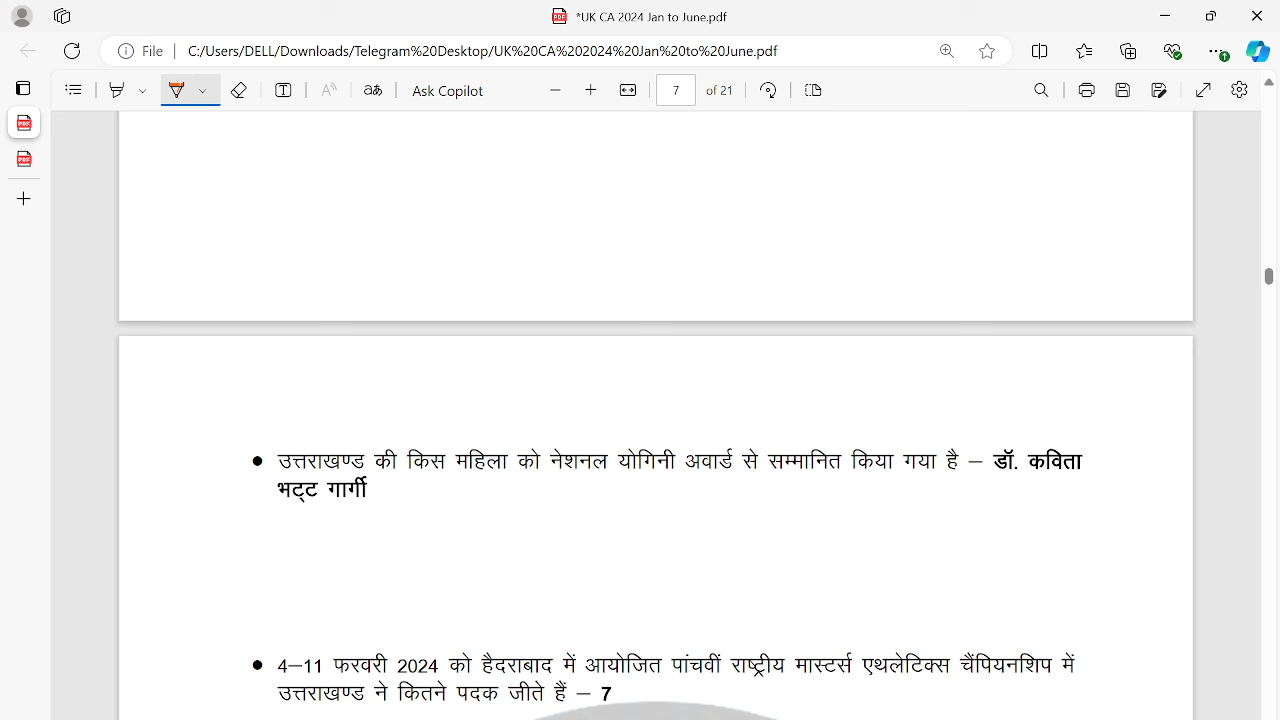 *UK CA 2024 Jan to June.pdf
File | C:/Users/DELL/Downloads/Telegram%20Desktop/UK%20CA%202024%20Jan%20to%20June.pdf
Ask Copilot 7 of 21
• उत्तराखण्ड की किस महिला को नेशनल योगिनी अवार्ड से सम्मानित किया गया है – डॉ. कविता
भट्ट गार्गी
• 4–11 फरवरी 2024 को हैदराबाद में आयोजित पांचवीं राष्ट्रीय मास्टर्स एथलेटिक्स चैंपियनशिप में
उत्तराखण्ड ने कितने पदक जीते हैं – 7